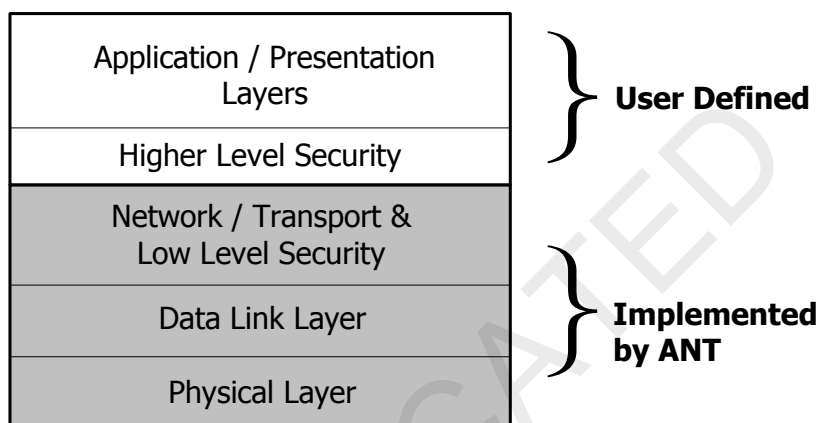 Application / Presentation
Layers
User Defined
Higher Level Security
Network / Transport &
Low Level Security
Data Link Layer
Implemented
by ANT
Physical Layer
CATED